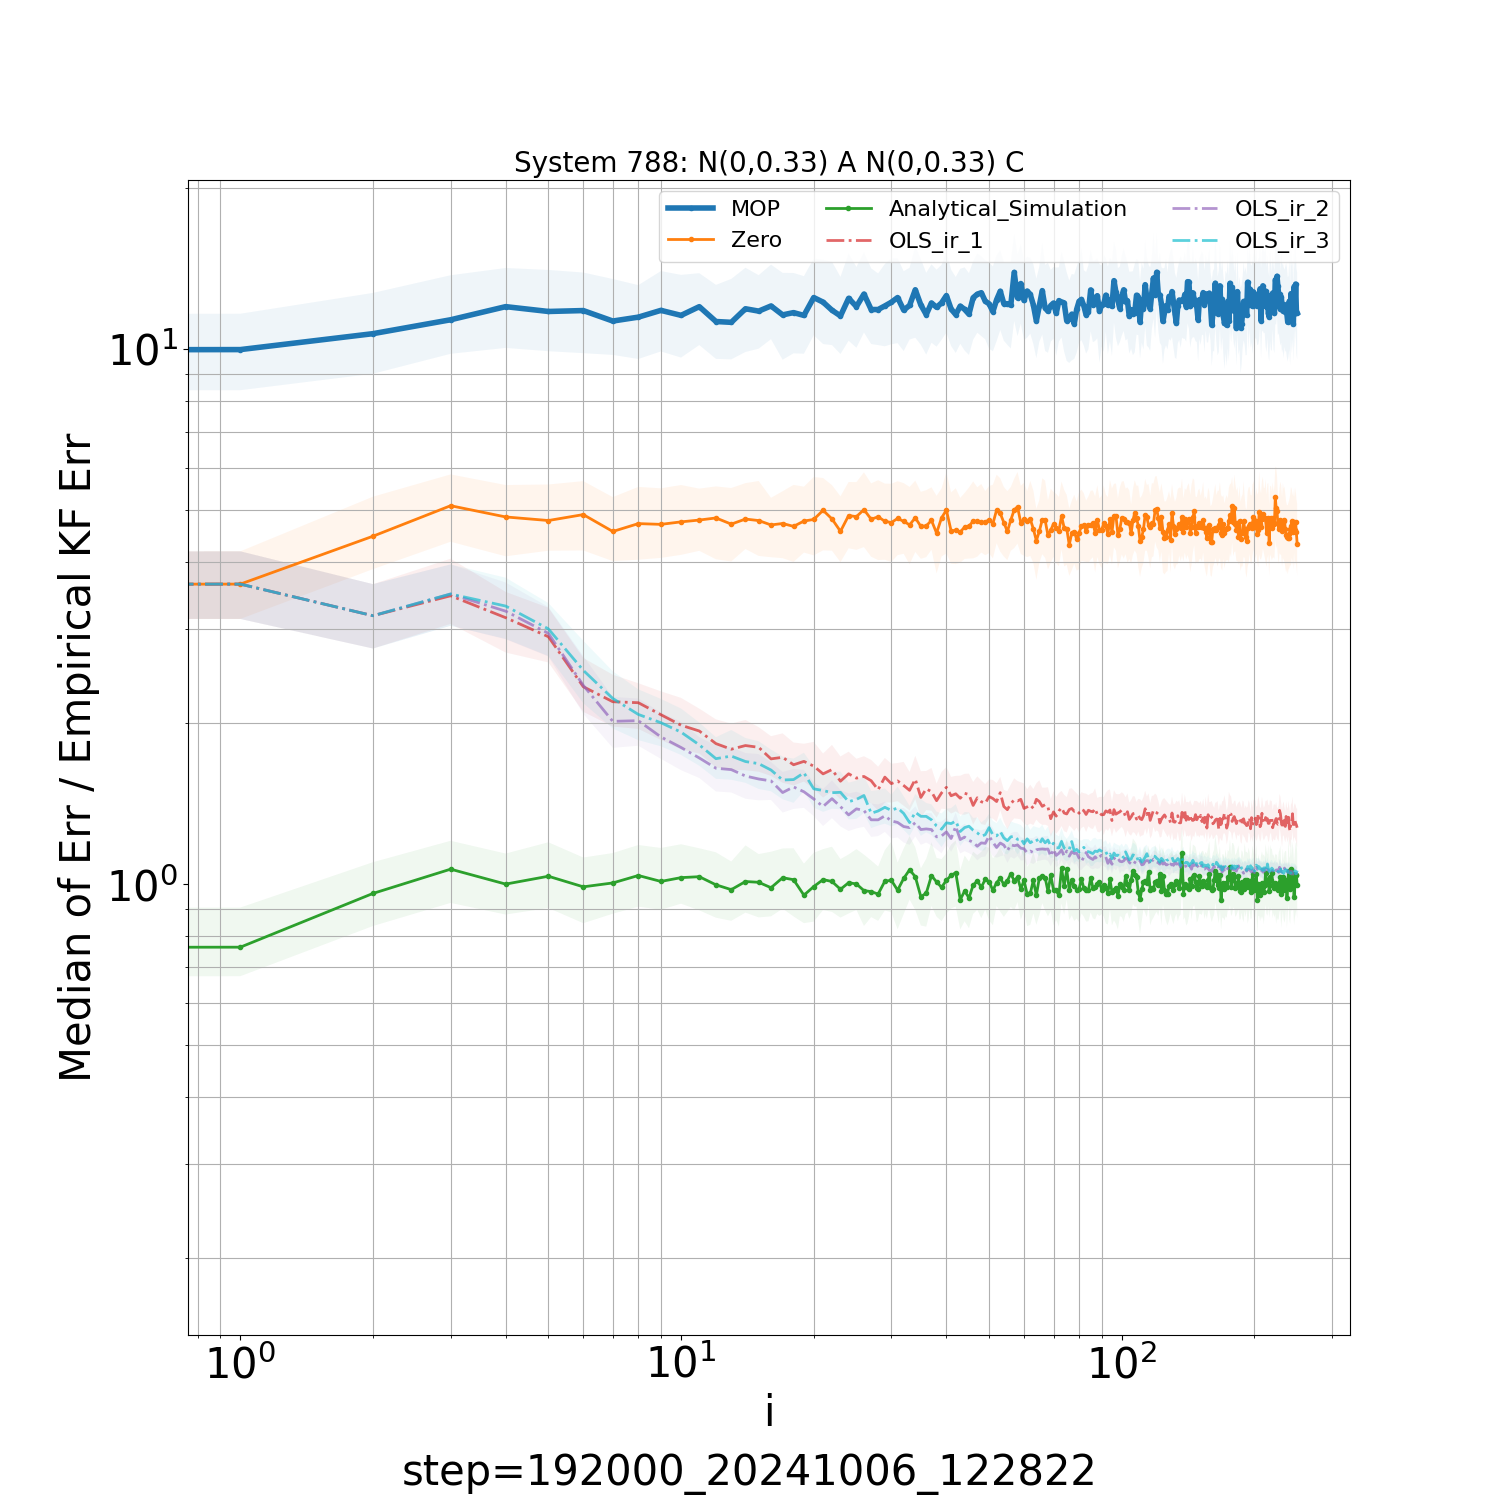 System 788: N(0,0.33) A N(0,0.33) C
MOP
Zero
Analytical_Simulation
OLS_ir_1
OLS_ir_2
OLS_ir_3
Median of Err / Empirical KF Err
10¹
10⁰
10⁰ 10¹ 10²
i
step=192000_20241006_122822